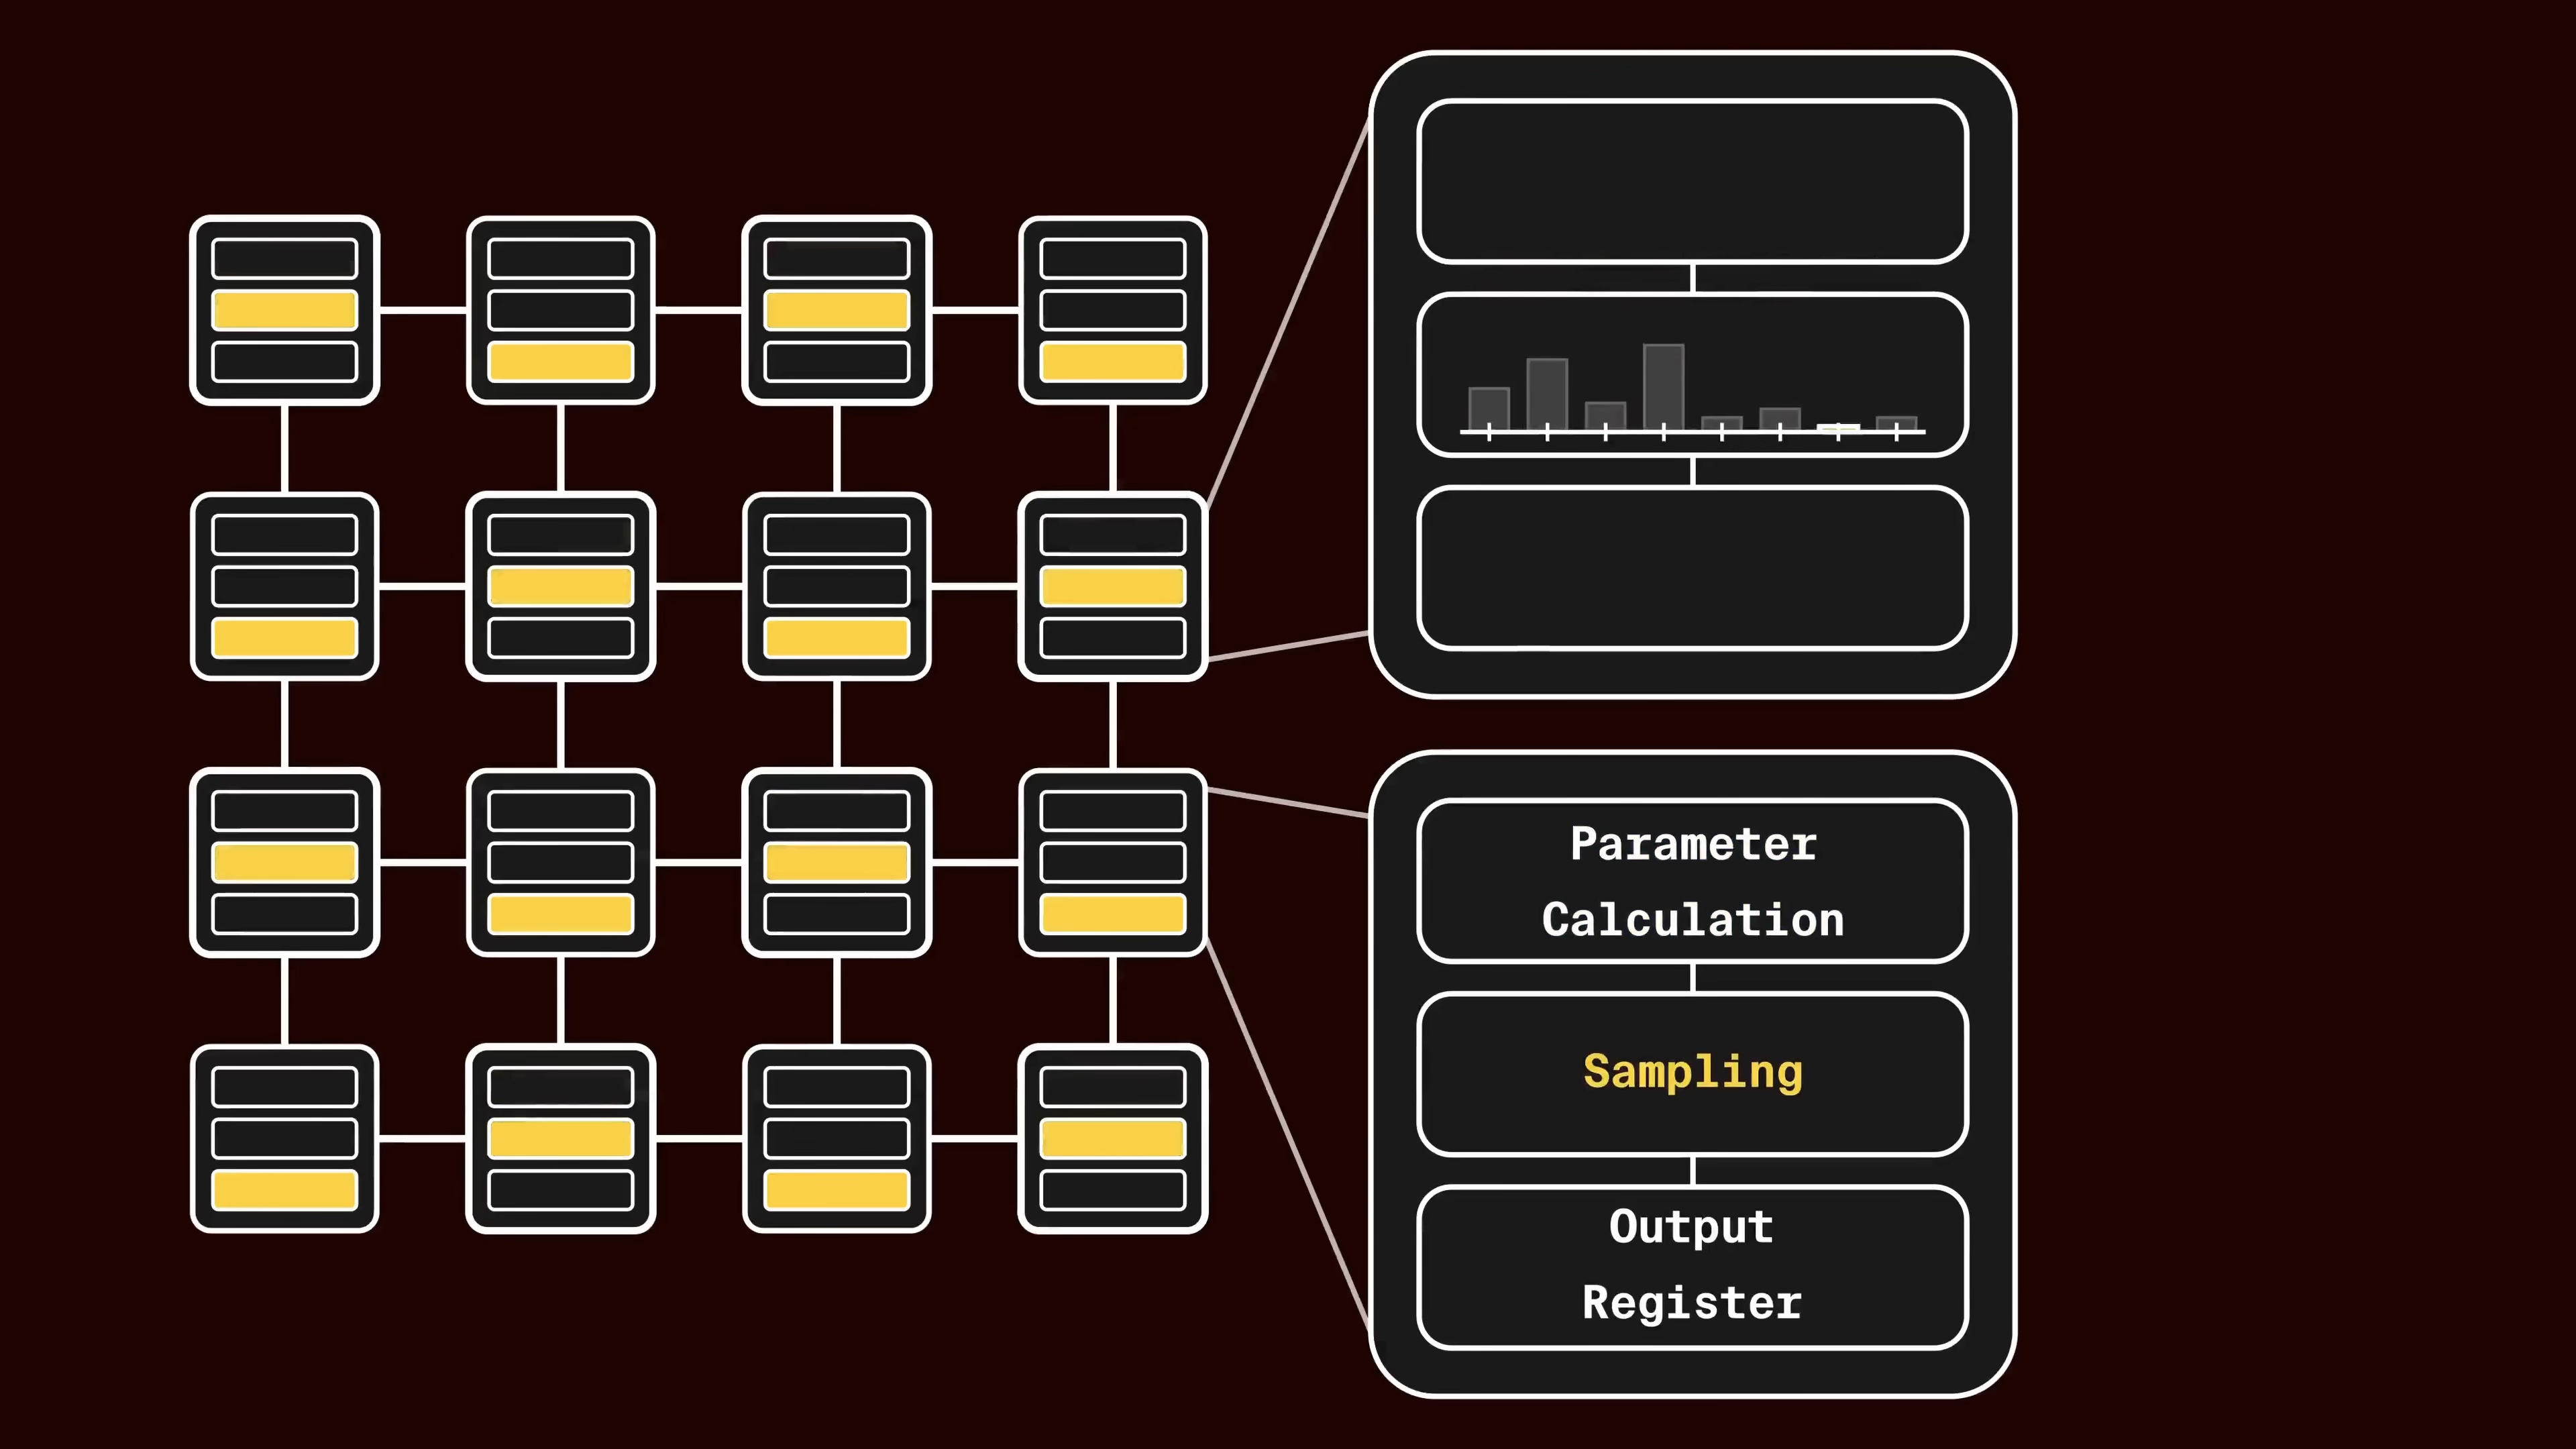 Parameter
Calculation
Sampling
Output
Register